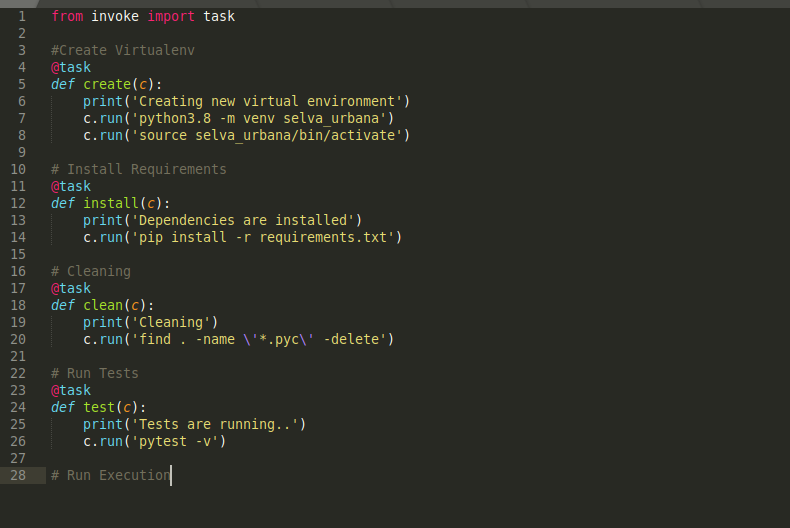 1 from invoke import task
2
3 #Create Virtualenv
4 @task
5 def create(c):
6     print('Creating new virtual environment')
7     c.run('python3.8 -m venv selva_urbana')
8     c.run('source selva_urbana/bin/activate')
9
10 # Install Requirements
11 @task
12 def install(c):
13     print('Dependencies are installed')
14     c.run('pip install -r requirements.txt')
15
16 # Cleaning
17 @task
18 def clean(c):
19     print('Cleaning')
20     c.run('find . -name \'*.pyc\' -delete')
21
22 # Run Tests
23 @task
24 def test(c):
25     print('Tests are running..')
26     c.run('pytest -v')
27
28 # Run Execution